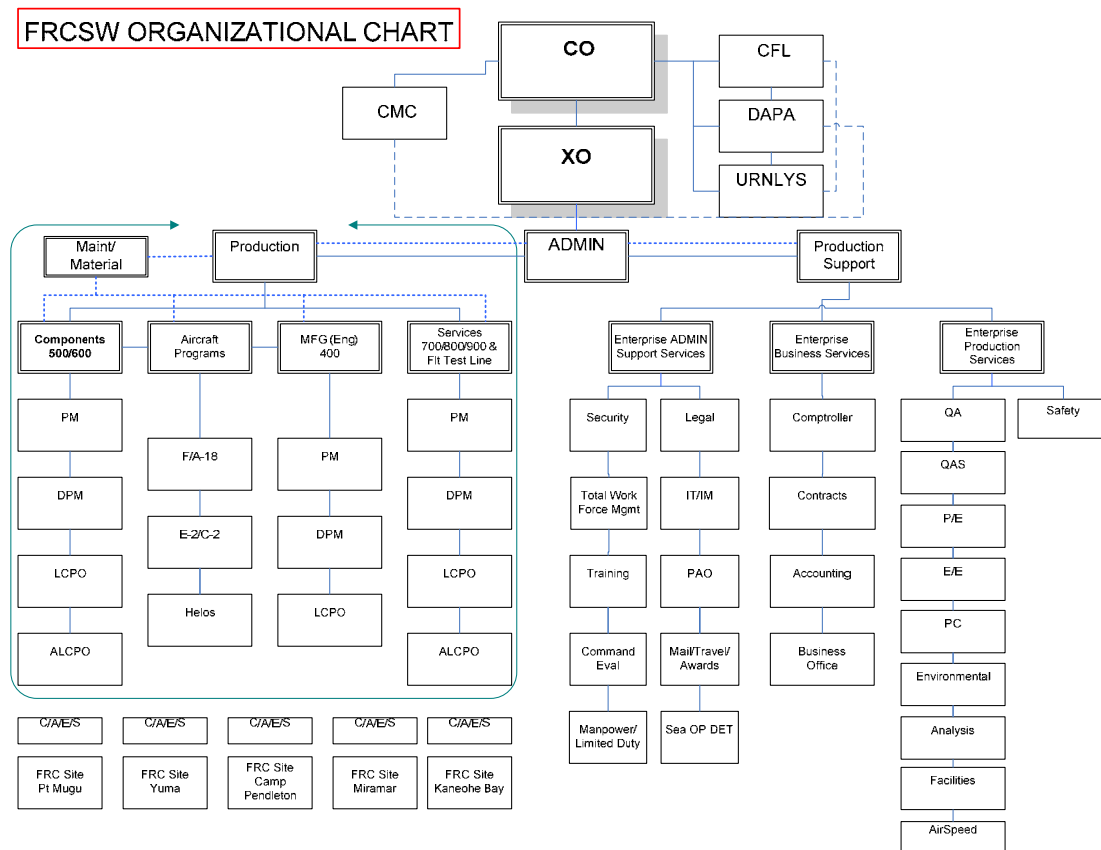 FRCSW ORGANIZATIONAL CHART
CO
CFL
CMC
DAPA
XO
URNLYS
Maint/
Material
Production
ADMIN
Production
Support
Components
500/600
Aircraft
Programs
MFG (Eng)
400
Services
700/800/900 &
Flt Test Line
Enterprise ADMIN
Support Services
Enterprise
Business Services
Enterprise
Production
Services
PM
DPM
LCPO
ALCPO
F/A-18
E-2/C-2
Helos
PM
DPM
LCPO
PM
DPM
LCPO
ALCPO
Security
Total Work
Force Mgmt
Training
Command
Eval
Manpower/
Limited Duty
Legal
IT/IM
PAO
Mail/Travel/
Awards
Sea OP DET
Comptroller
Contracts
Accounting
Business
Office
QA
QAS
P/E
E/E
PC
Environmental
Analysis
Facilities
AirSpeed
Safety
C/A/E/S
C/A/E/S
C/A/E/S
C/A/E/S
C/A/E/S
FRC Site
Pt Mugu
FRC Site
Yuma
FRC Site
Camp
Pendleton
FRC Site
Miramar
FRC Site
Kaneohe Bay